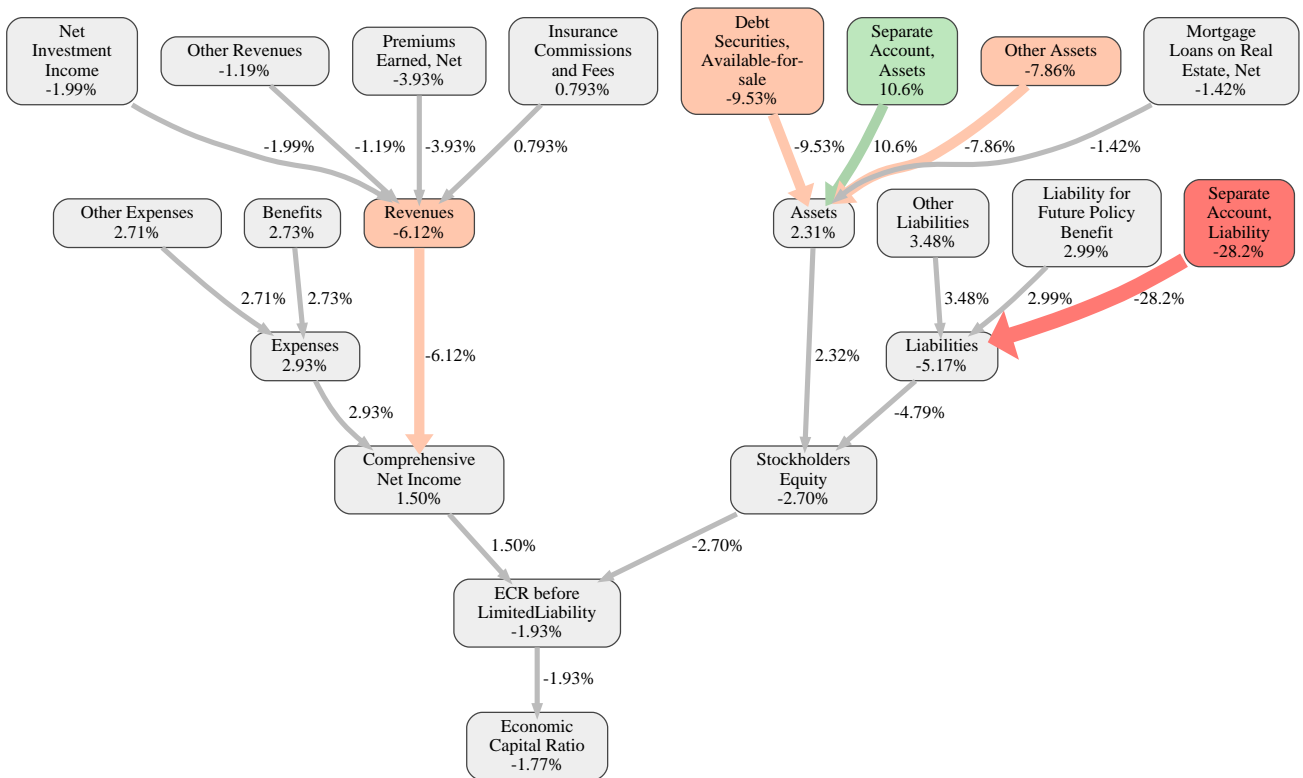 Net
Investment
Income
-1.99%
Other Revenues
-1.19%
Premiums
Earned, Net
-3.93%
Insurance
Commissions
and Fees
0.793%
Debt
Securities,
Available-for-
sale
-9.53%
Separate
Account,
Assets
10.6%
Other Assets
-7.86%
Mortgage
Loans on Real
Estate, Net
-1.42%
-1.99%
-1.19%
-3.93%
0.793%
-9.53%
10.6%
-7.86%
-1.42%
Other Expenses
2.71%
Benefits
2.73%
Revenues
-6.12%
Assets
2.31%
Other
Liabilities
3.48%
Liability for
Future Policy
Benefit
2.99%
Separate
Account,
Liability
-28.2%
2.71%
2.73%
-6.12%
2.32%
3.48%
2.99%
-28.2%
Expenses
2.93%
Liabilities
-5.17%
2.93%
-4.79%
Comprehensive
Net Income
1.50%
Stockholders
Equity
-2.70%
1.50%
-2.70%
ECR before
LimitedLiability
-1.93%
-1.93%
Economic
Capital Ratio
-1.77%